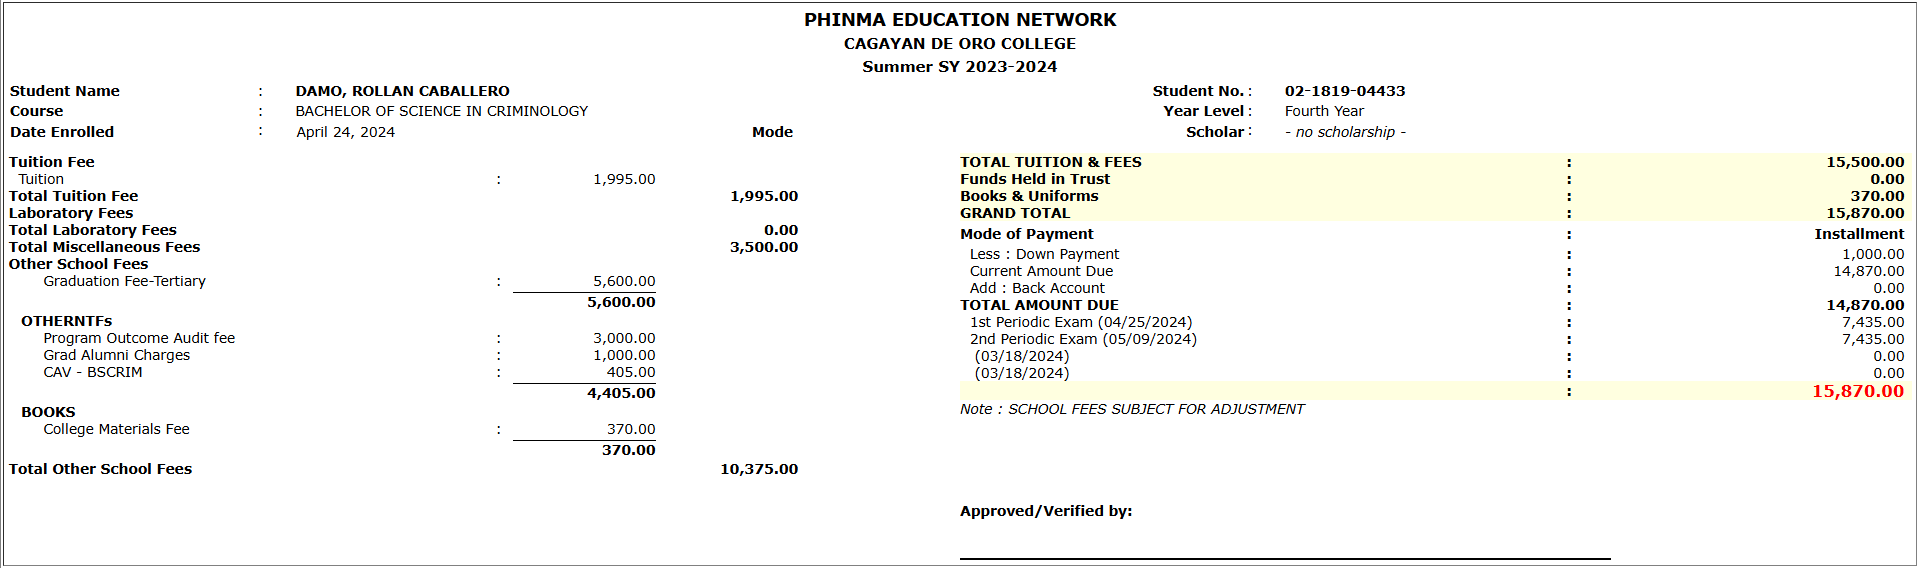 PHINMA EDUCATION NETWORK
CAGAYAN DE ORO COLLEGE
Summer SY 2023-2024
Student Name : DAMO, ROLLAN CABALLERO Student No. : 02-1819-04433
Course : BACHELOR OF SCIENCE IN CRIMINOLOGY Year Level : Fourth Year
Date Enrolled : April 24, 2024 Mode Scholar : - no scholarship -
Tuition Fee
Tuition : 1,995.00
Total Tuition Fee 1,995.00
Laboratory Fees
Total Laboratory Fees 0.00
Total Miscellaneous Fees 3,500.00
Other School Fees
Graduation Fee-Tertiary : 5,600.00
5,600.00
OTHERNTFs
Program Outcome Audit fee : 3,000.00
Grad Alumni Charges : 1,000.00
CAV - BSCRIM : 405.00
4,405.00
BOOKS
College Materials Fee : 370.00
370.00
Total Other School Fees 10,375.00
TOTAL TUITION & FEES : 15,500.00
Funds Held in Trust : 0.00
Books & Uniforms : 370.00
GRAND TOTAL : 15,870.00
Mode of Payment : Installment
Less : Down Payment : 1,000.00
Current Amount Due : 14,870.00
Add : Back Account : 0.00
TOTAL AMOUNT DUE : 14,870.00
1st Periodic Exam (04/25/2024) : 7,435.00
2nd Periodic Exam (05/09/2024) : 7,435.00
(03/18/2024) : 0.00
(03/18/2024) : 0.00
: 15,870.00
Note : SCHOOL FEES SUBJECT FOR ADJUSTMENT
Approved/Verified by: